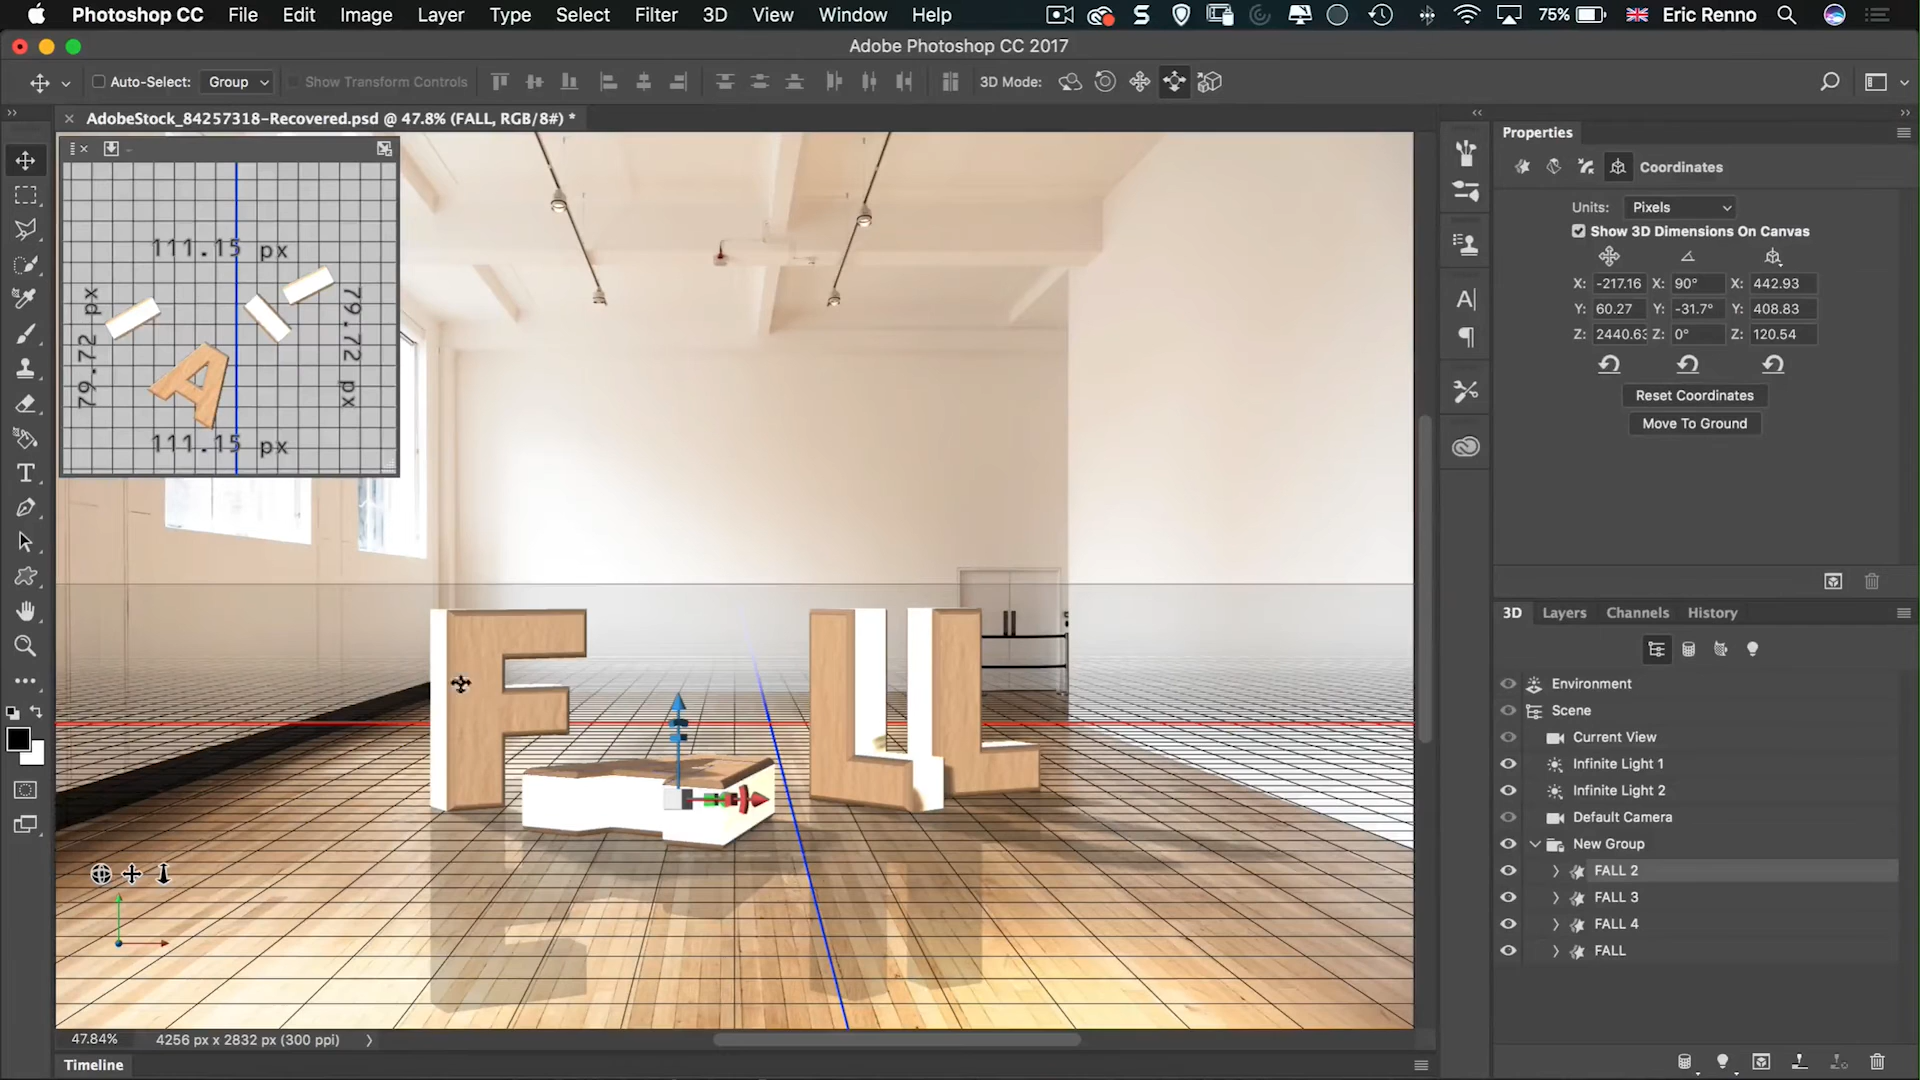 Photoshop CC File Edit Image Layer Type Select Filter 3D View Window Help 75% Eric Renno
Adobe Photoshop CC 2017
Auto-Select: Group Show Transform Controls 3D Mode:
AdobeStock_84257318-Recovered.psd @ 47.8% (FALL, RGB/8#) *
111.15 px
79.72 px
79.72 px
A
111.15 px
F
L
L
Properties
Coordinates
Units: Pixels
Show 3D Dimensions On Canvas
X: -217.16 X: 90° X: 442.93
Y: 60.27 Y: -31.7° Y: 408.83
Z: 2440.63 Z: 0° Z: 120.54
Reset Coordinates
Move To Ground
3D Layers Channels History
Environment
Scene
Current View
Infinite Light 1
Infinite Light 2
Default Camera
New Group
FALL 2
FALL 3
FALL 4
FALL
47.84% 4256 px x 2832 px (300 ppi)
Timeline